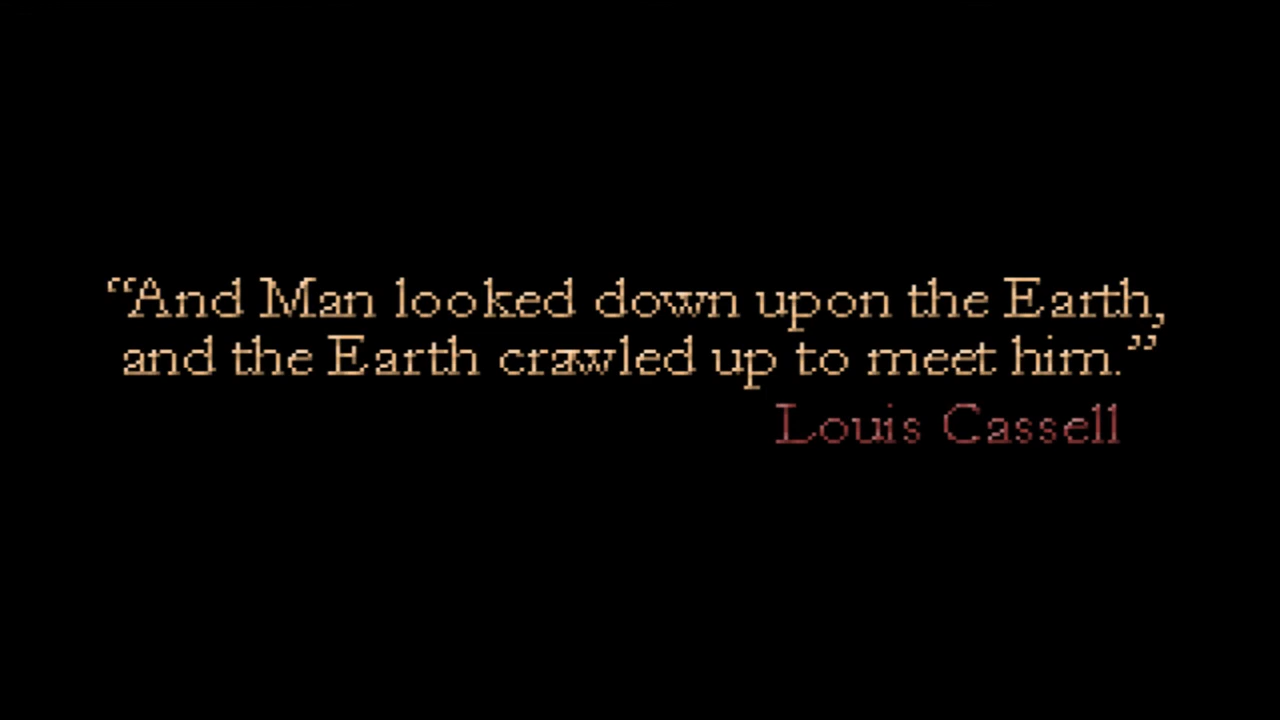 “And Man looked down upon the Earth,
and the Earth crawled up to meet him.”
Louis Cassell